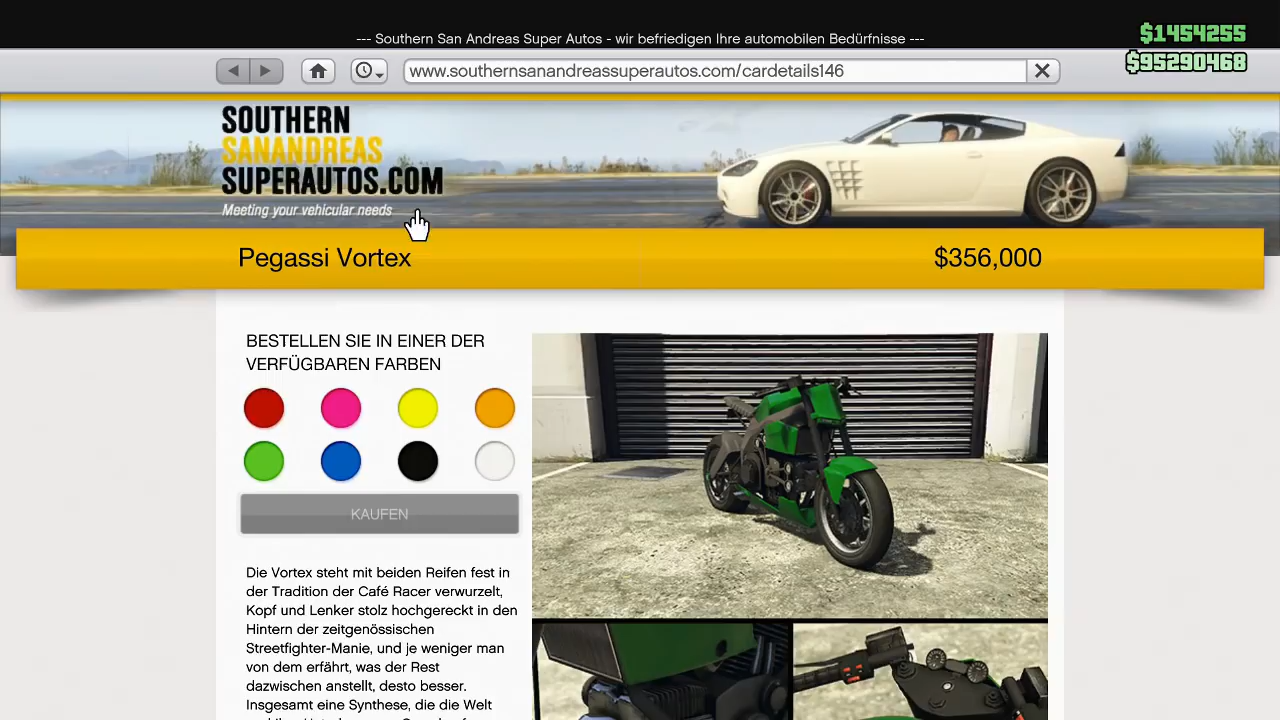 --- Southern San Andreas Super Autos - wir befriedigen Ihre automobilen Bedürfnisse ---
$1454255
$95290468
www.southernsanandreassuperautos.com/cardetails146
SOUTHERN
SANANDREAS
SUPERAUTOS.COM
Meeting your vehicular needs
Pegassi Vortex
$356,000
BESTELLEN SIE IN EINER DER
VERFÜGBAREN FARBEN
KAUFEN
Die Vortex steht mit beiden Reifen fest in
der Tradition der Café Racer verwurzelt,
Kopf und Lenker stolz hochgereckt in den
Hintern der zeitgenössischen
Streetfighter-Manie, und je weniger man
von dem erfährt, was der Rest
dazwischen anstellt, desto besser.
Insgesamt eine Synthese, die die Welt